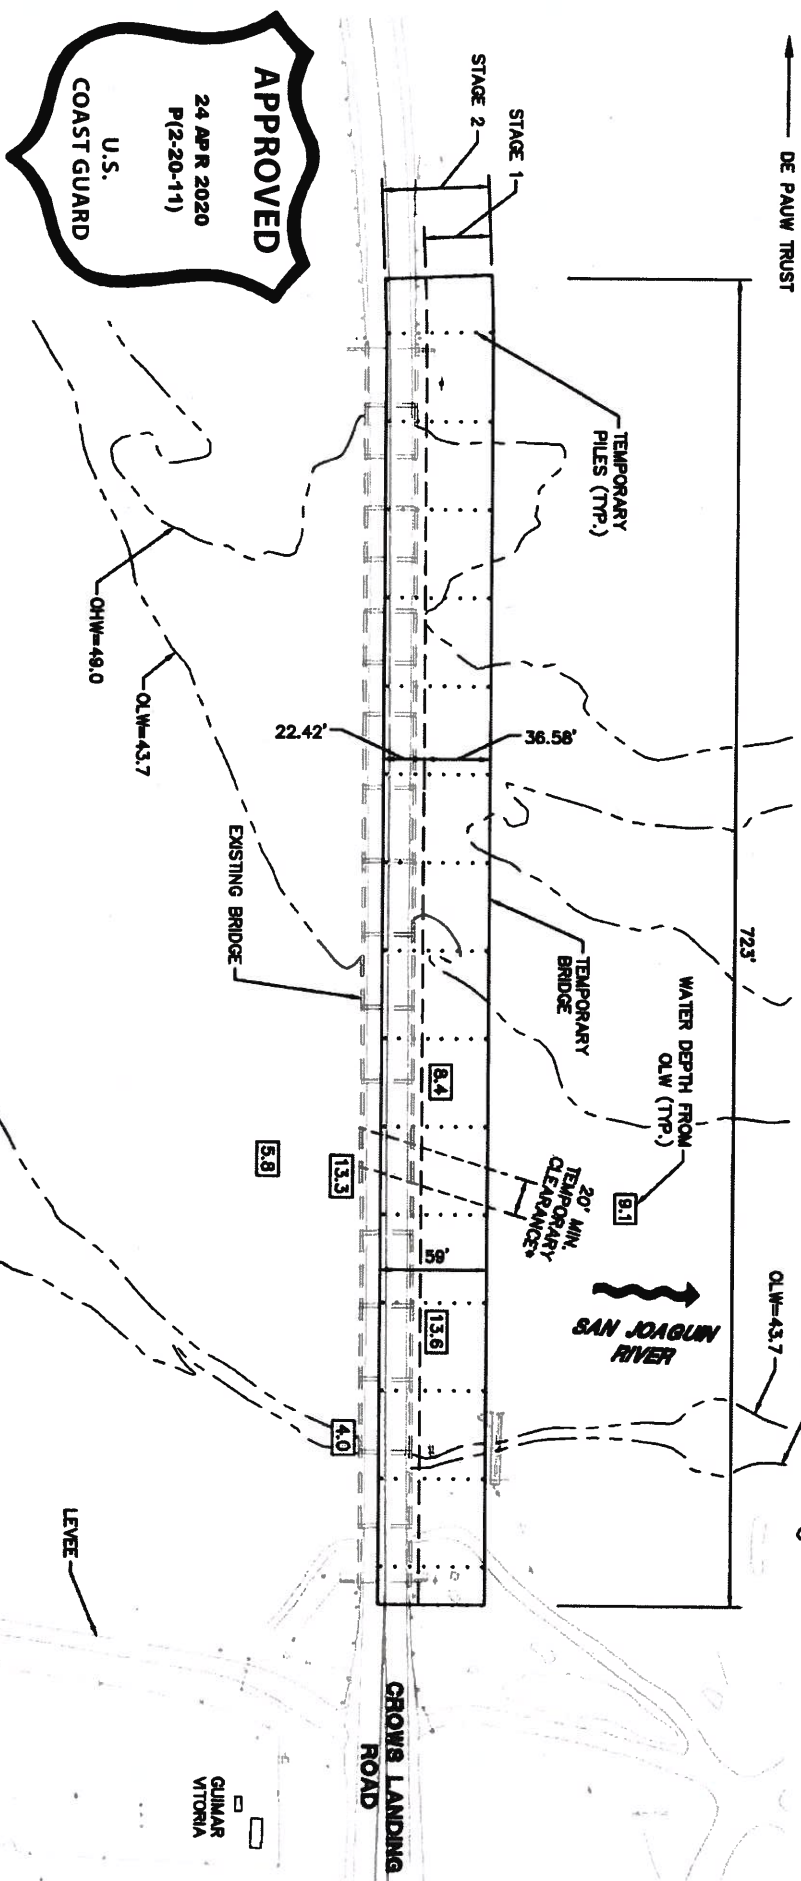 APPROVED
24 APR 2020
P(2-20-11)
U.S.
COAST GUARD
DE PAUW TRUST
STAGE 2
STAGE 1
TEMPORARY
PILES (TYP.)
OHW=49.0
OLW=43.7
22.42'
36.58'
EXISTING BRIDGE
TEMPORARY
BRIDGE
723'
WATER DEPTH FROM
OLW (TYP.)
8.4
5.8
13.3
9.1
20' MIN.
TEMPORARY
CLEARANCE*
59'
13.6
SAN JOAQUIN
RIVER
OLW=43.7
4.0
LEVEE
CROWS LANDING
ROAD
GUIMAR
VITORIA